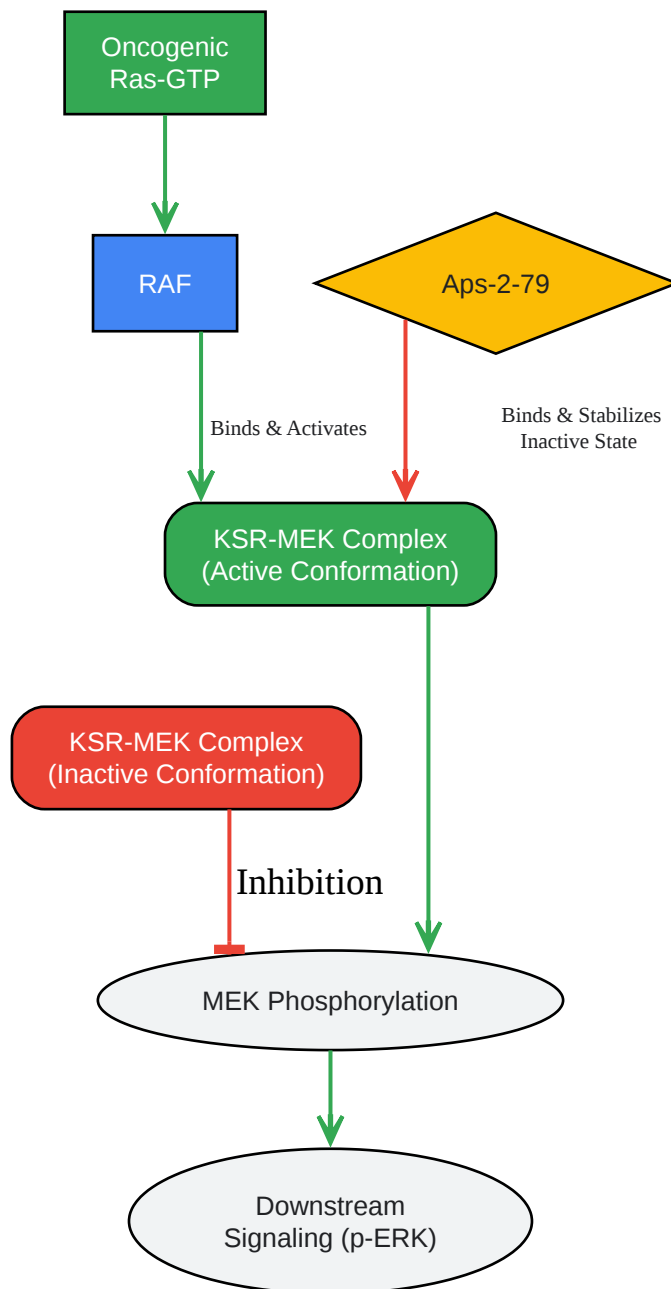 Oncogenic
Ras-GTP
RAF
Aps-2-79
Binds & Activates
Binds & Stabilizes
Inactive State
KSR-MEK Complex
(Active Conformation)
KSR-MEK Complex
(Inactive Conformation)
Inhibition
MEK Phosphorylation
Downstream
Signaling (p-ERK)